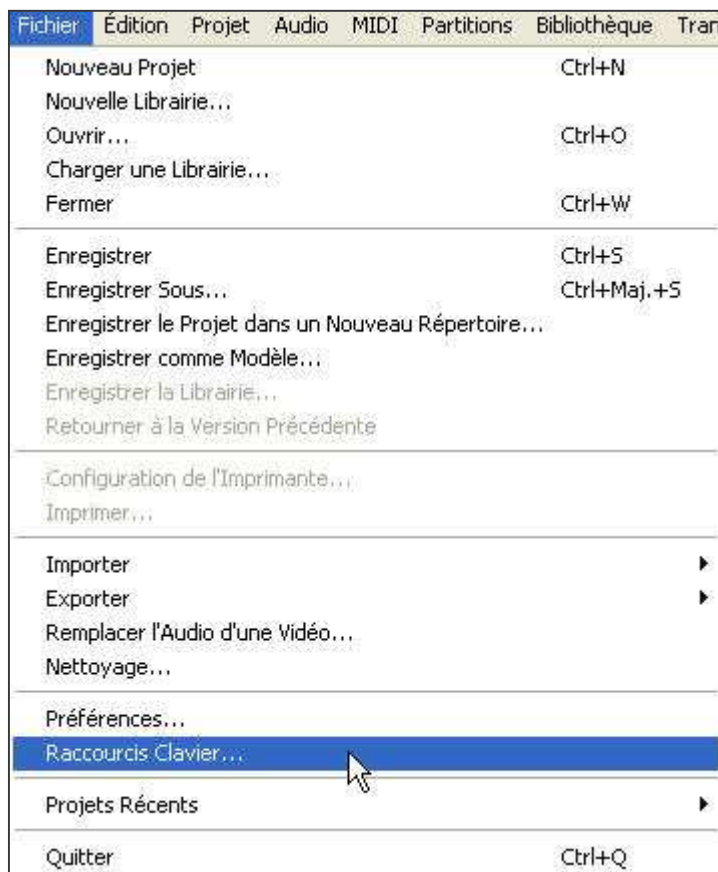 Fichier Édition Projet Audio MIDI Partitions Bibliothèque Tran
Nouveau Projet Ctrl+N
Nouvelle Librairie...
Ouvrir... Ctrl+O
Charger une Librairie...
Fermer Ctrl+W
Enregistrer Ctrl+S
Enregistrer Sous... Ctrl+Maj.+S
Enregistrer le Projet dans un Nouveau Répertoire...
Enregistrer comme Modèle...
Enregistrer la Librairie...
Retourner à la Version Précédente
Configuration de l'Imprimante...
Imprimer...
Importer
Exporter
Remplacer l'Audio d'une Vidéo...
Nettoyage...
Préférences...
Raccourcis Clavier...
Projets Récents
Quitter Ctrl+Q